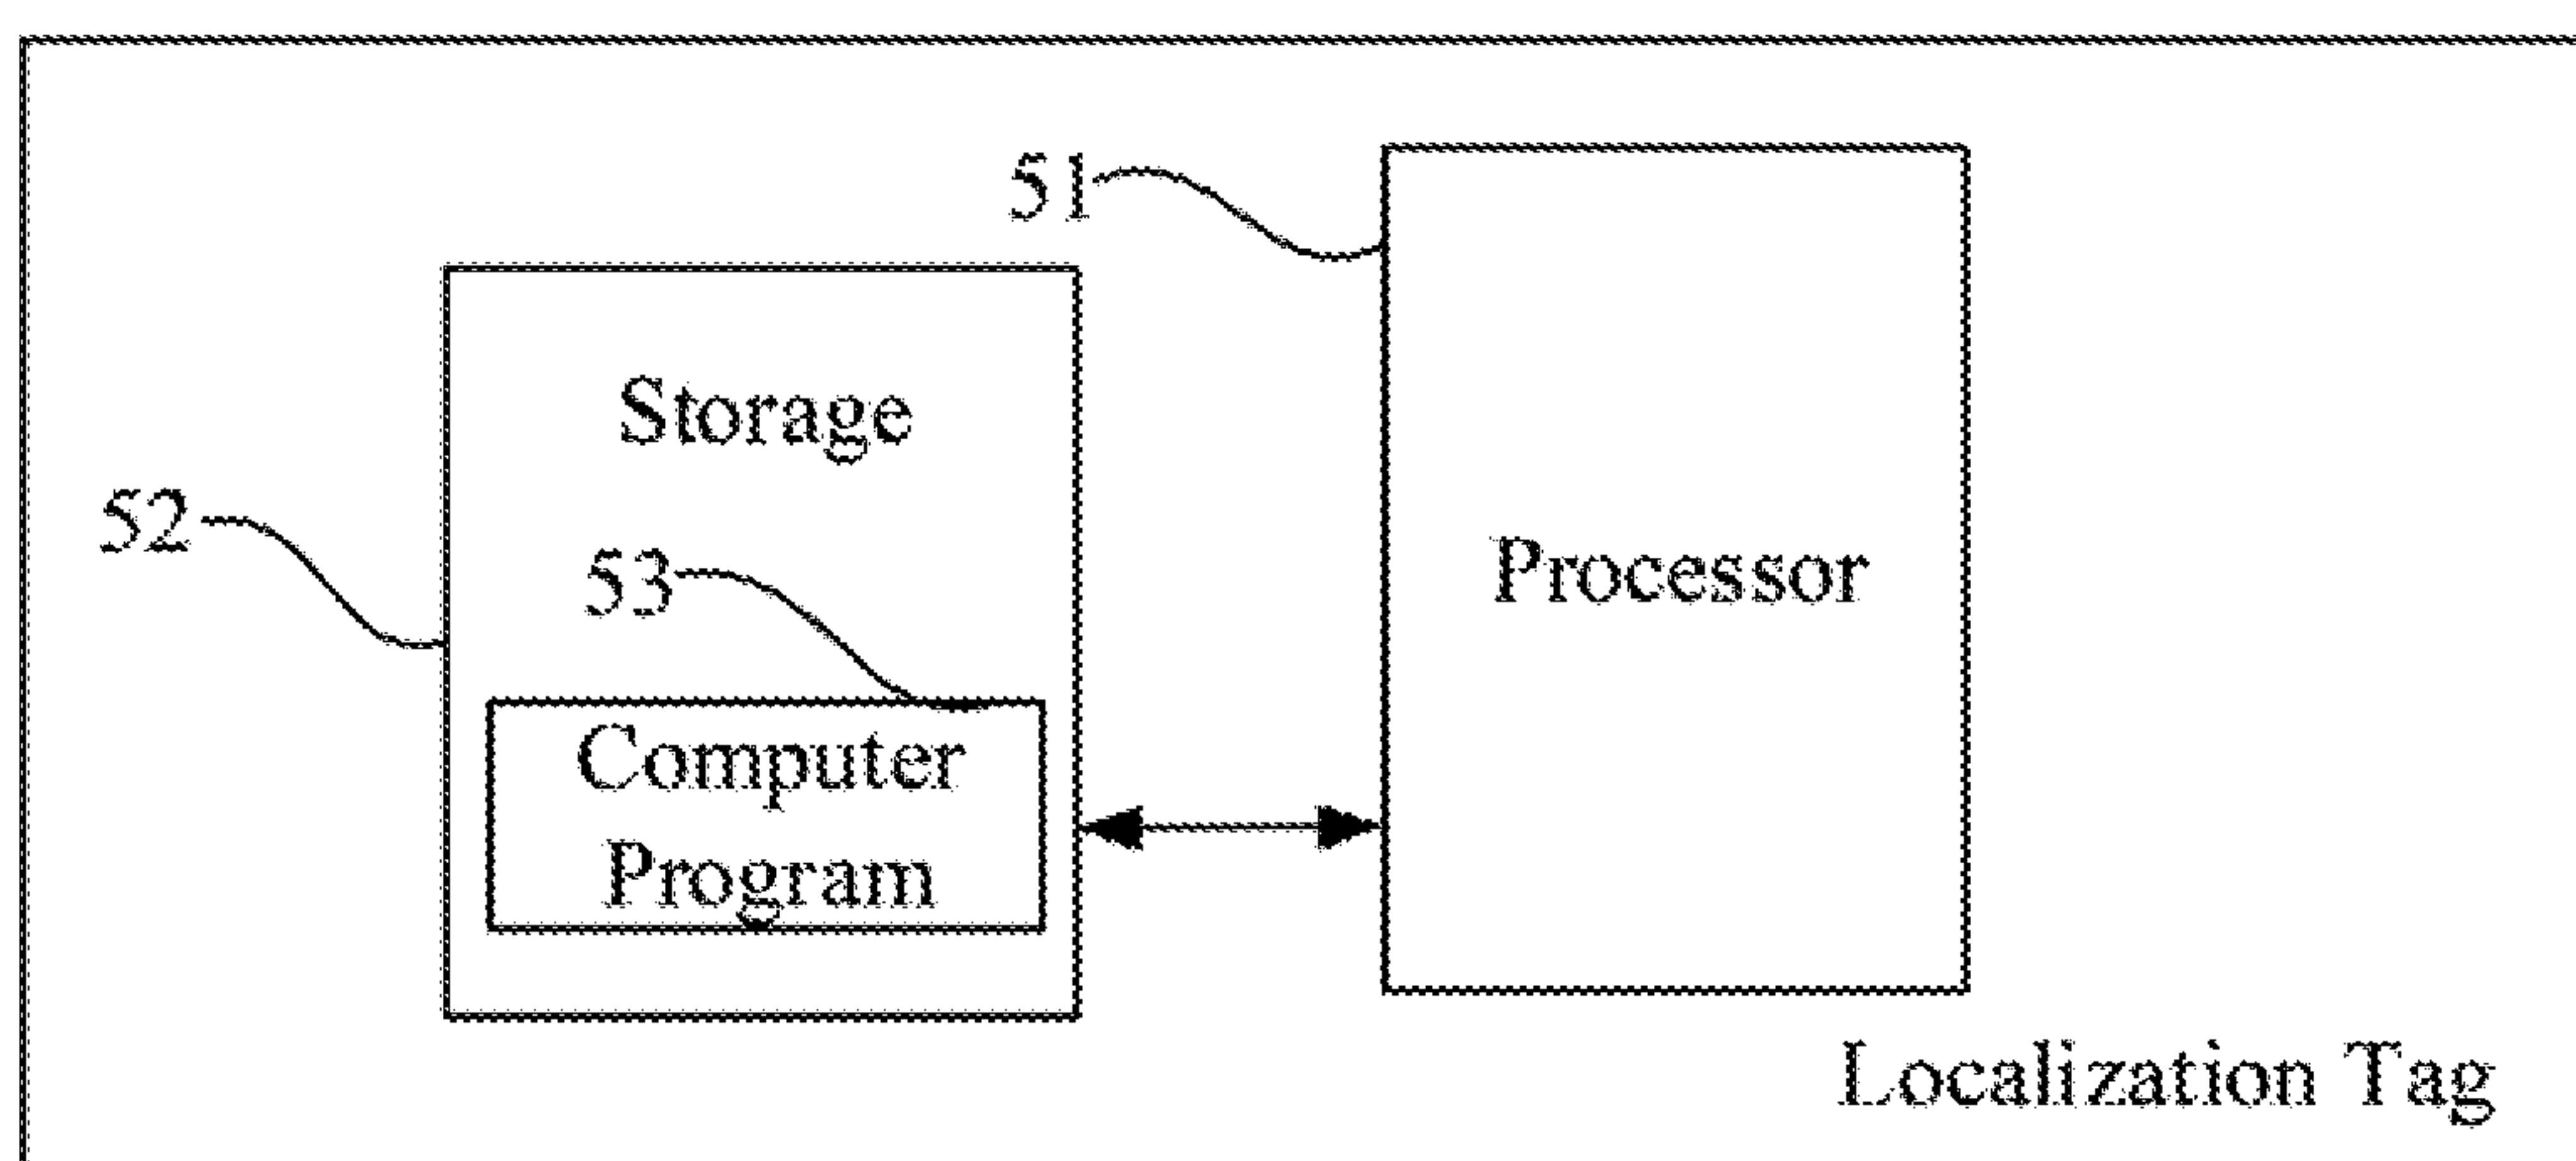 51
Storage
52
53
Processor
Computer
Program
Localization Tag